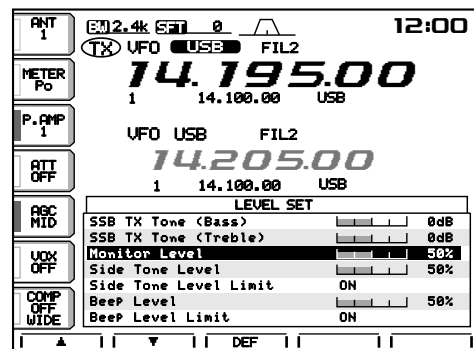 ANT
1
BW 2.4k SFT 0
12:00
TX VFO USB FIL2
14.195.00
1 14.100.00 USB
METER
Po
P.AMP
1
VFO USB FIL2
14.205.00
1 14.100.00 USB
ATT
OFF
AGC
MID
VOX
OFF
COMP
OFF
WIDE
LEVEL SET
SSB TX Tone (Bass) 0dB
SSB TX Tone (Treble) 0dB
Monitor Level 50%
Side Tone Level 50%
Side Tone Level Limit ON
Beep Level 50%
Beep Level Limit ON
▲ ▼ DEF